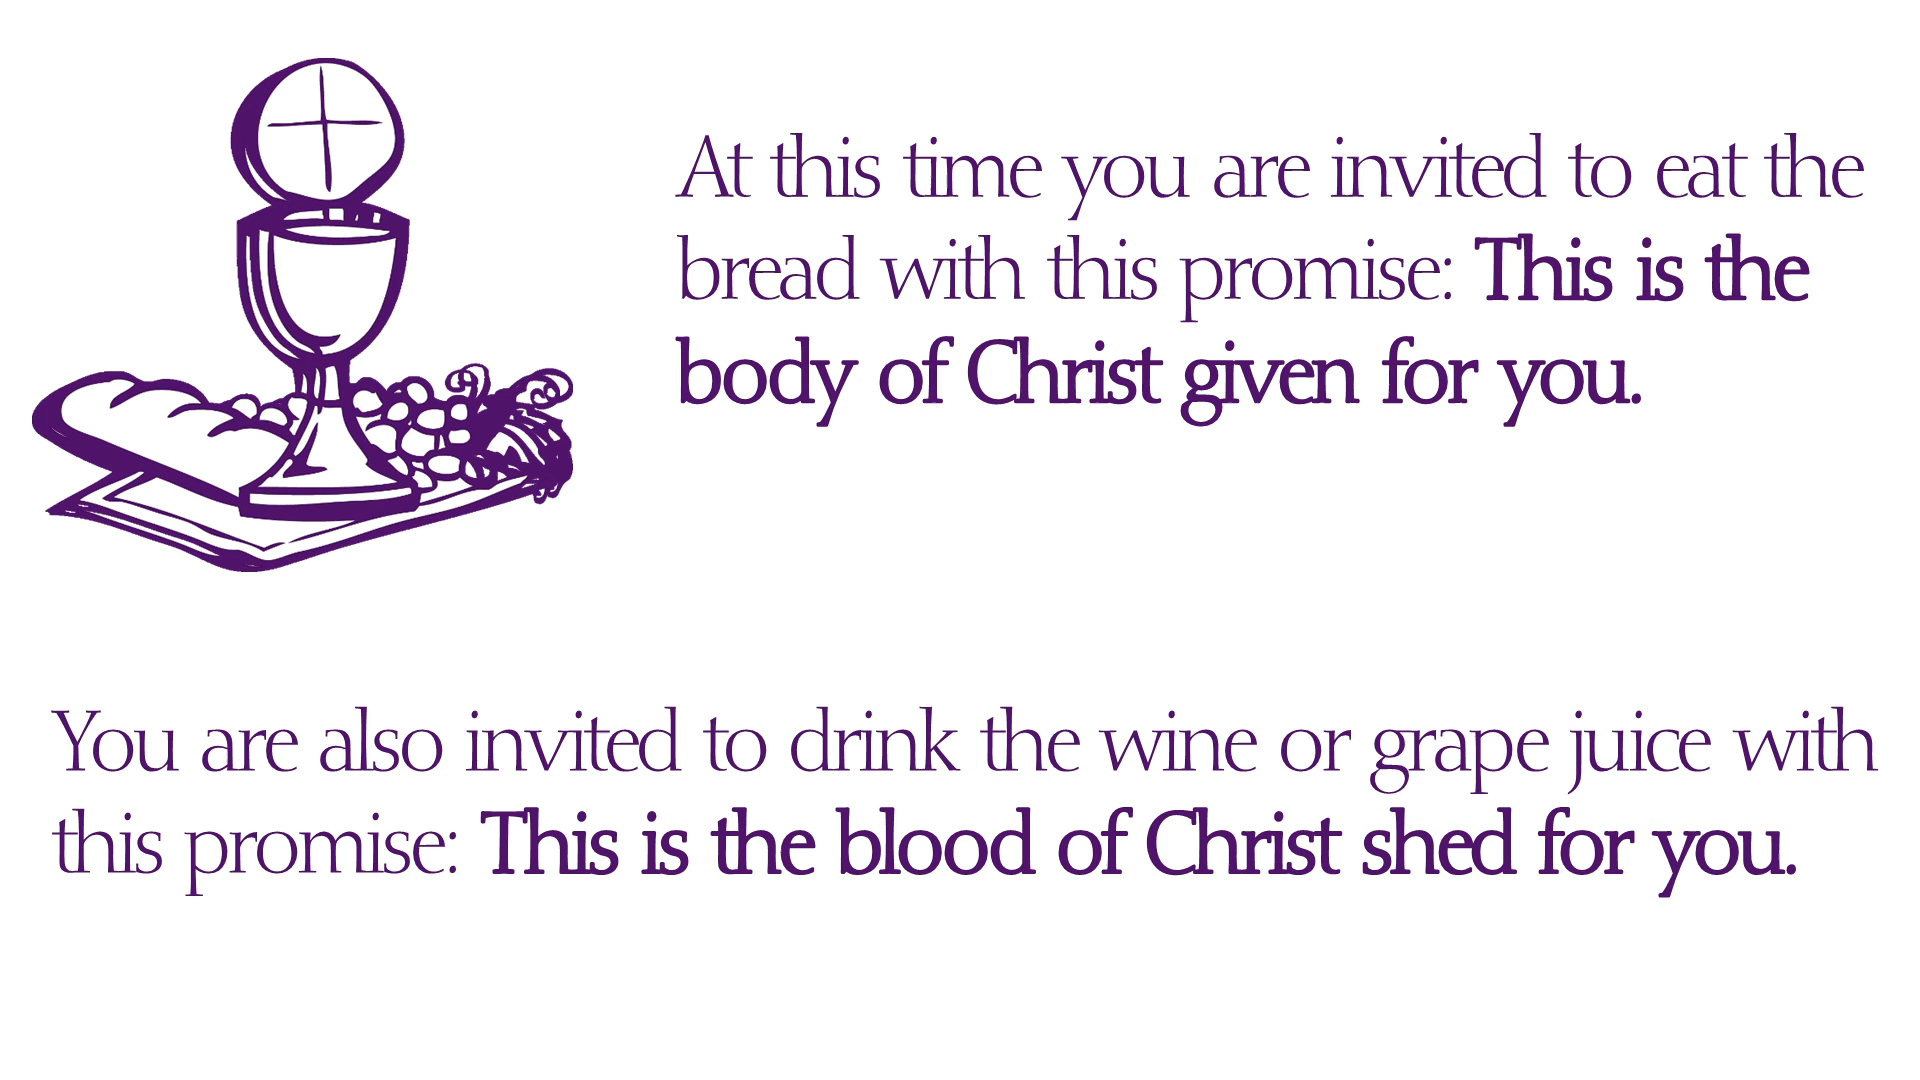 At this time you are invited to eat the
bread with this promise: This is the
body of Christ given for you.
You are also invited to drink the wine or grape juice with
this promise: This is the blood of Christ shed for you.